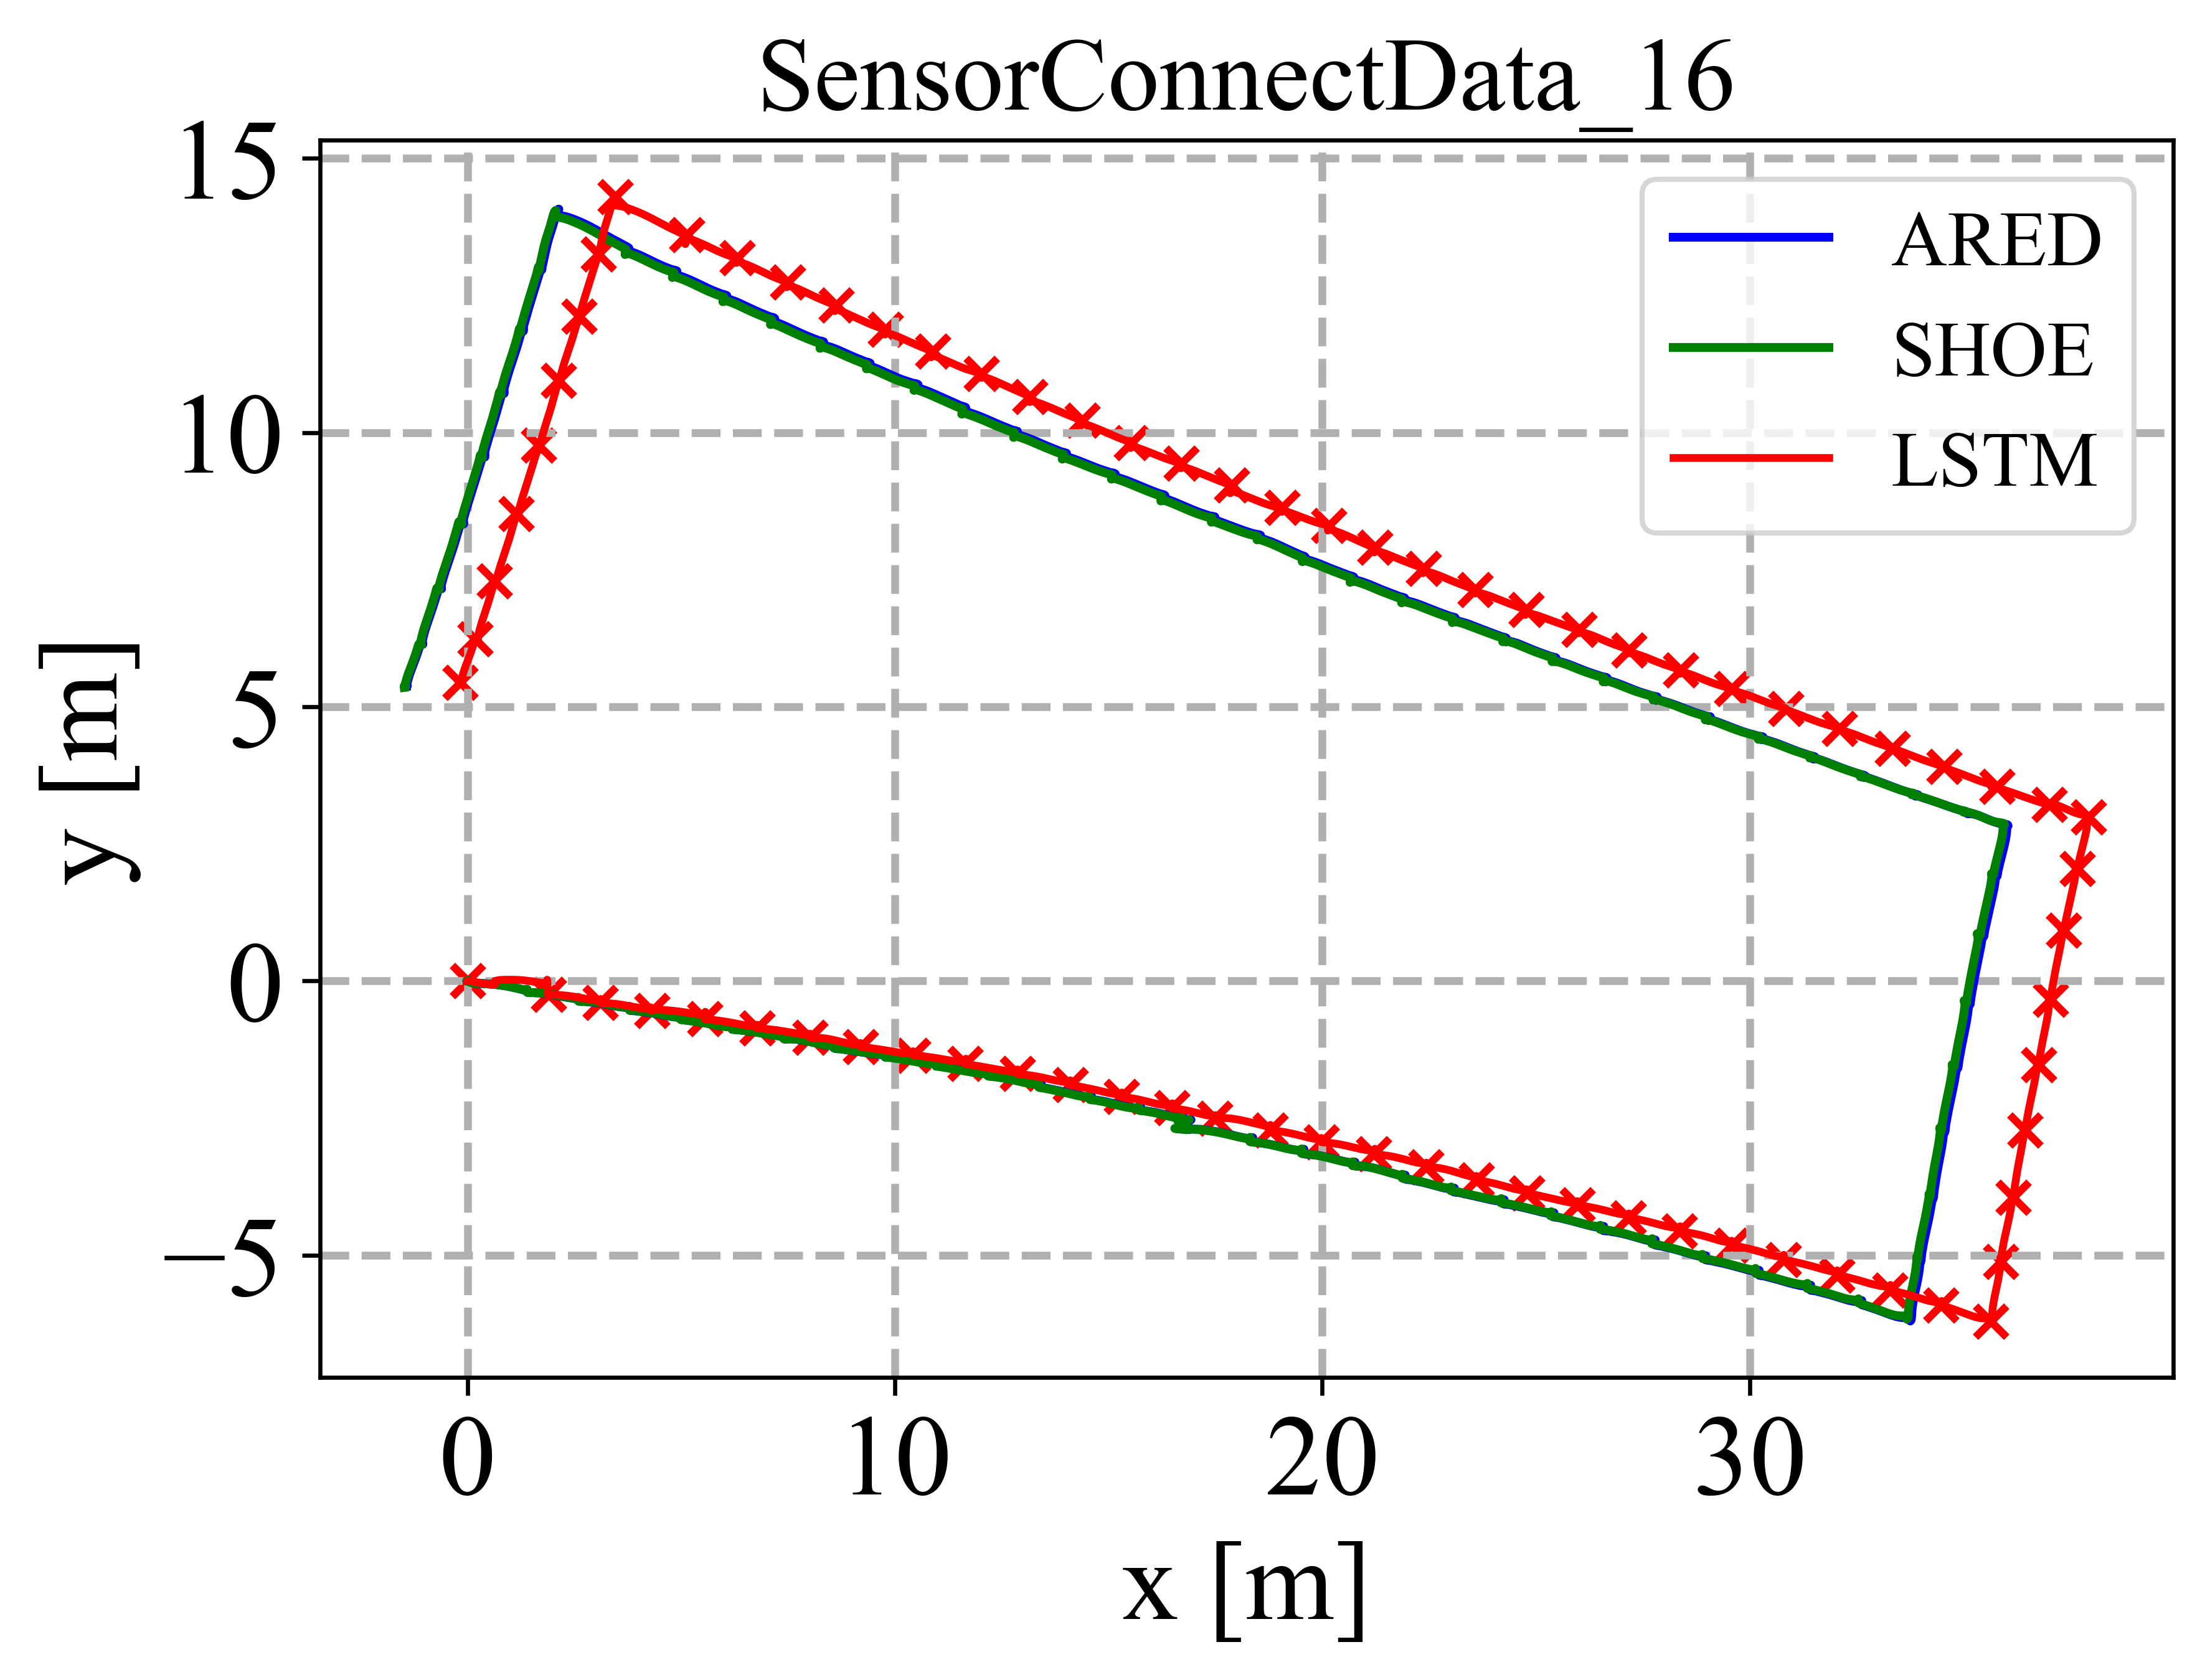 SensorConnectData_16
15
10
5
0
−5
y [m]
ARED
SHOE
LSTM
0 10 20 30
x [m]